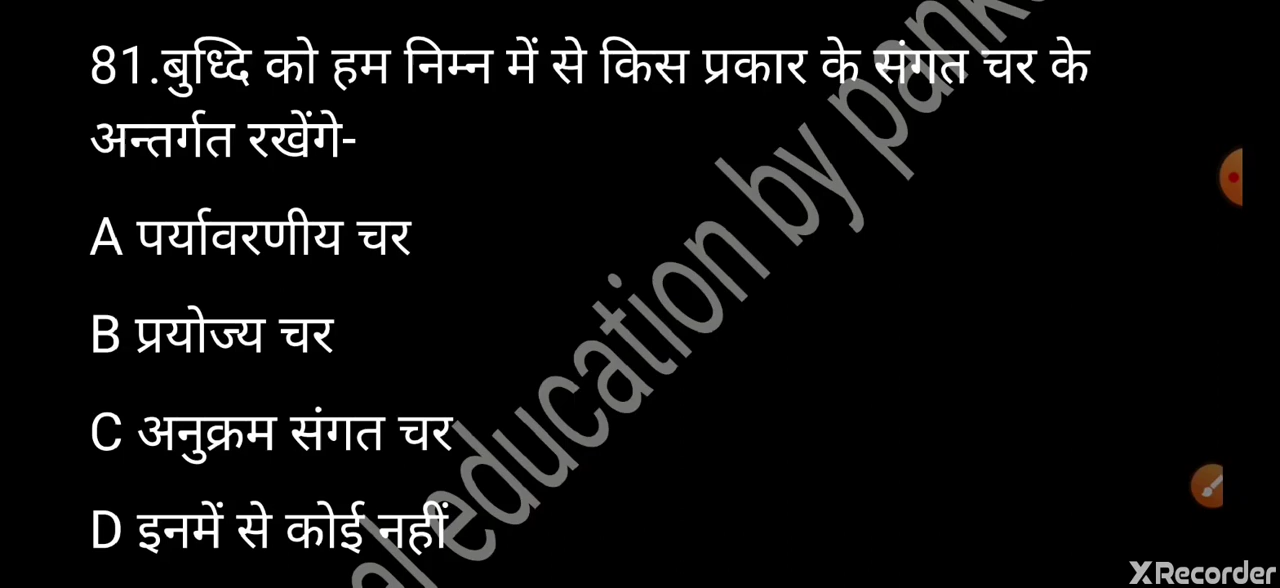 81.बुध्दि को हम निम्न में से किस प्रकार के संगत चर के
अन्तर्गत रखेंगे-
A पर्यावरणीय चर
B प्रयोज्य चर
C अनुक्रम संगत चर
D इनमें से कोई नहीं
education by
XRecorder